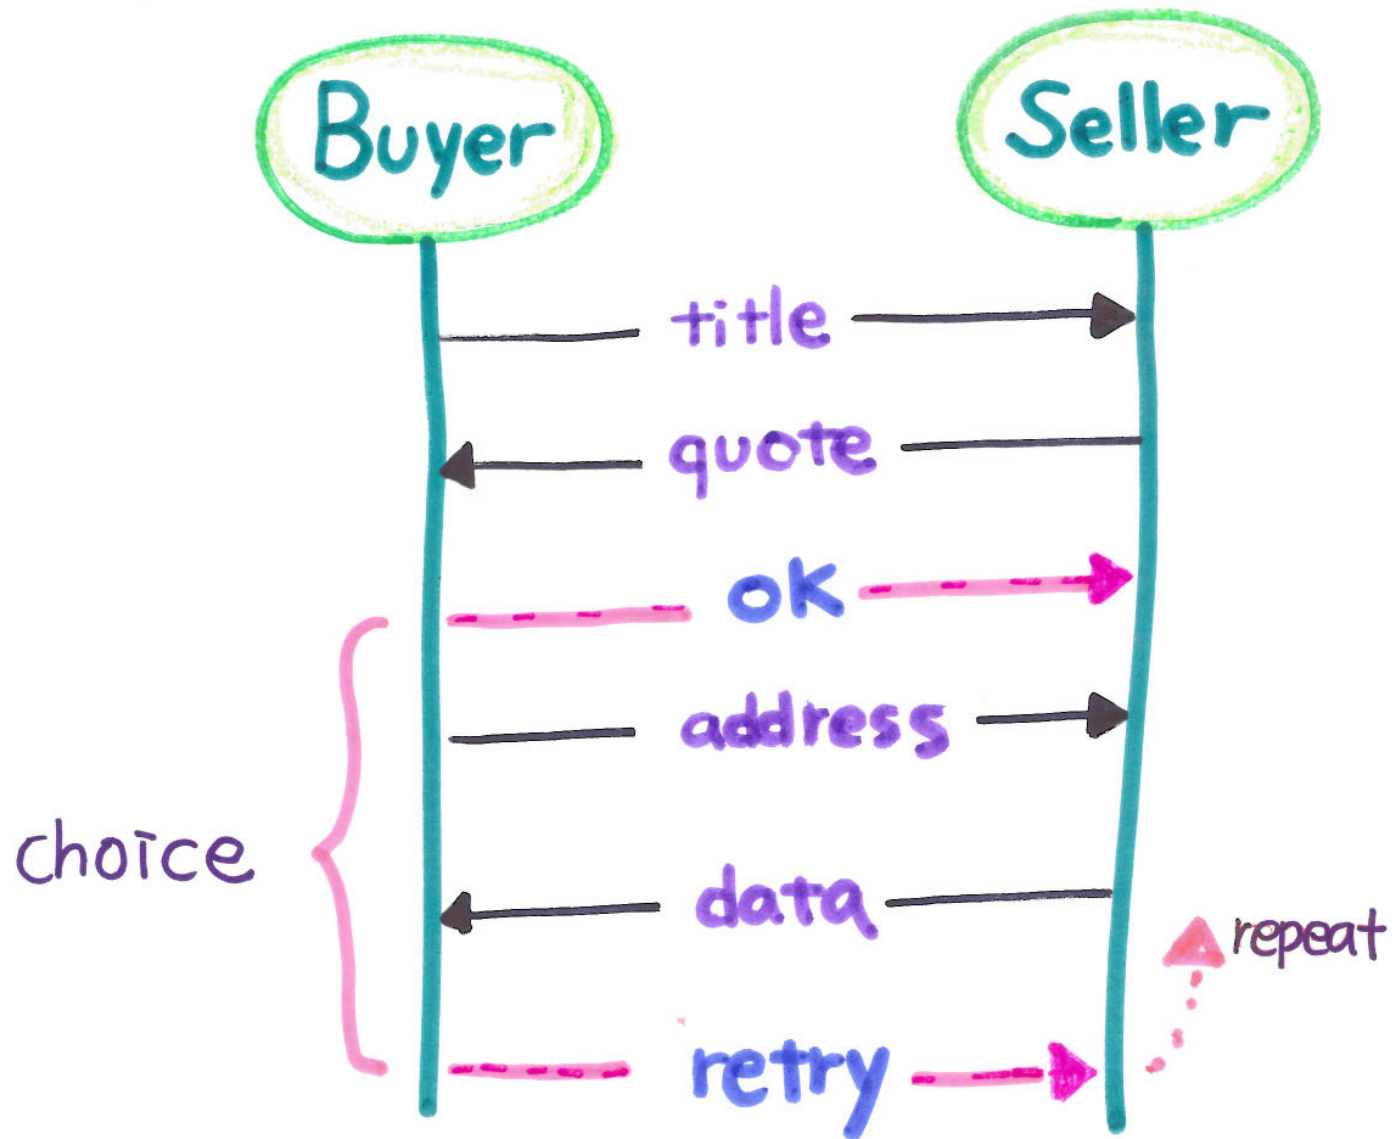 Buyer
Seller
title
quote
ok
address
choice
data
repeat
retry